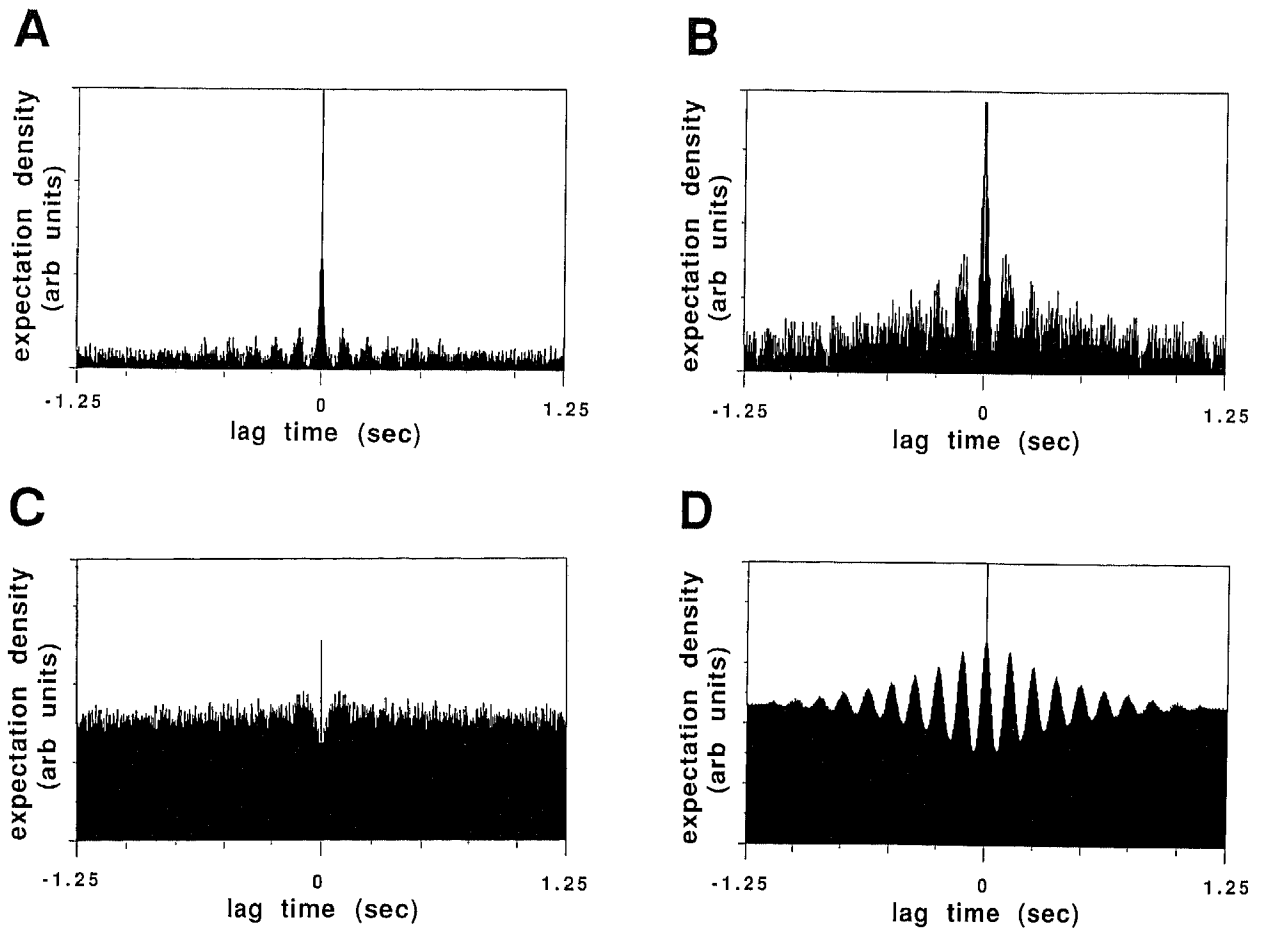 A
expectation density
(arb units)
-1.25 0 1.25
lag time (sec)
B
expectation density
(arb units)
-1.25 0 1.25
lag time (sec)
C
expectation density
(arb units)
-1.25 0 1.25
lag time (sec)
D
expectation density
(arb units)
-1.25 0 1.25
lag time (sec)